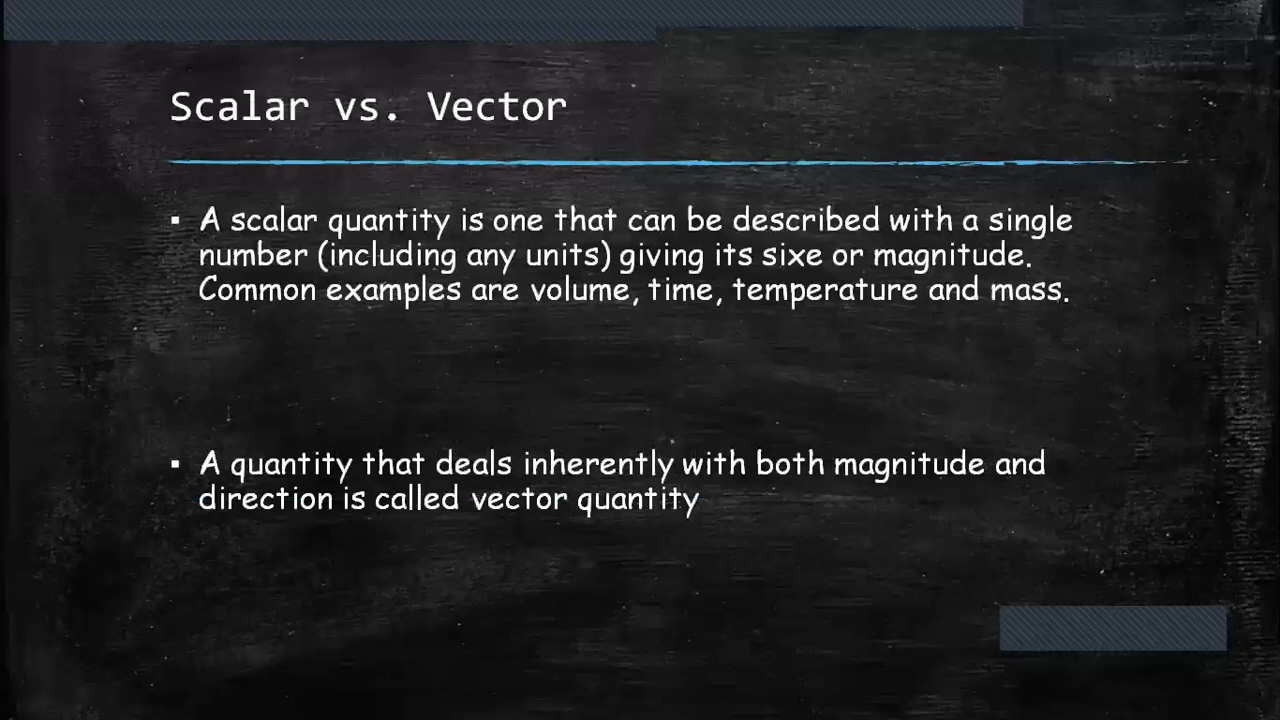 Scalar vs. Vector
▪ A scalar quantity is one that can be described with a single
number (including any units) giving its sixe or magnitude.
Common examples are volume, time, temperature and mass.
▪ A quantity that deals inherently with both magnitude and
direction is called vector quantity